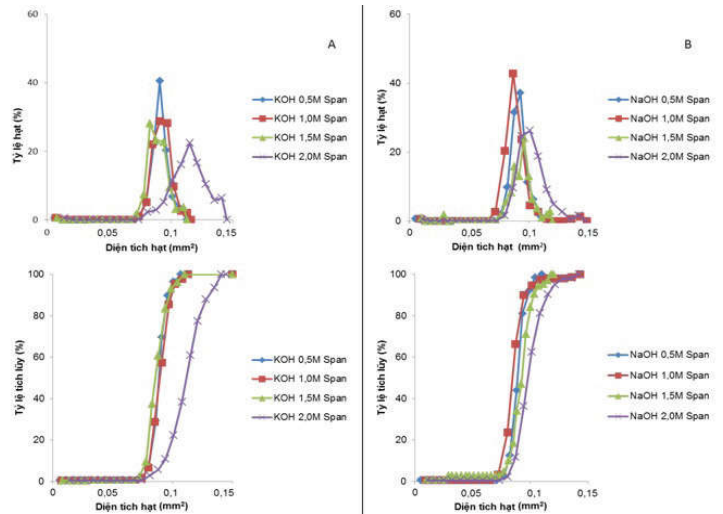 A
60
40
20
0
Tỷ lệ hạt (%)
0
0,05
0,1
0,15
Diện tích hạt (mm²)
KOH 0,5M Span
KOH 1,0M Span
KOH 1,5M Span
KOH 2,0M Span
B
60
40
20
0
Tỷ lệ hạt (%)
0
0,05
0,1
0,15
Diện tích hạt (mm²)
NaOH 0,5M Span
NaOH 1,0M Span
NaOH 1,5M Span
NaOH 2,0M Span
100
80
60
40
20
0
Tỷ lệ tích lũy (%)
0
0,05
0,1
0,15
Diện tích hạt (mm²)
KOH 0,5M Span
KOH 1,0M Span
KOH 1,5M Span
KOH 2,0M Span
100
80
60
40
20
0
Tỷ lệ tích lũy (%)
0
0,05
0,1
0,15
Diện tích hạt (mm²)
NaOH 0,5M Span
NaOH 1,0M Span
NaOH 1,5M Span
NaOH 2,0M Span